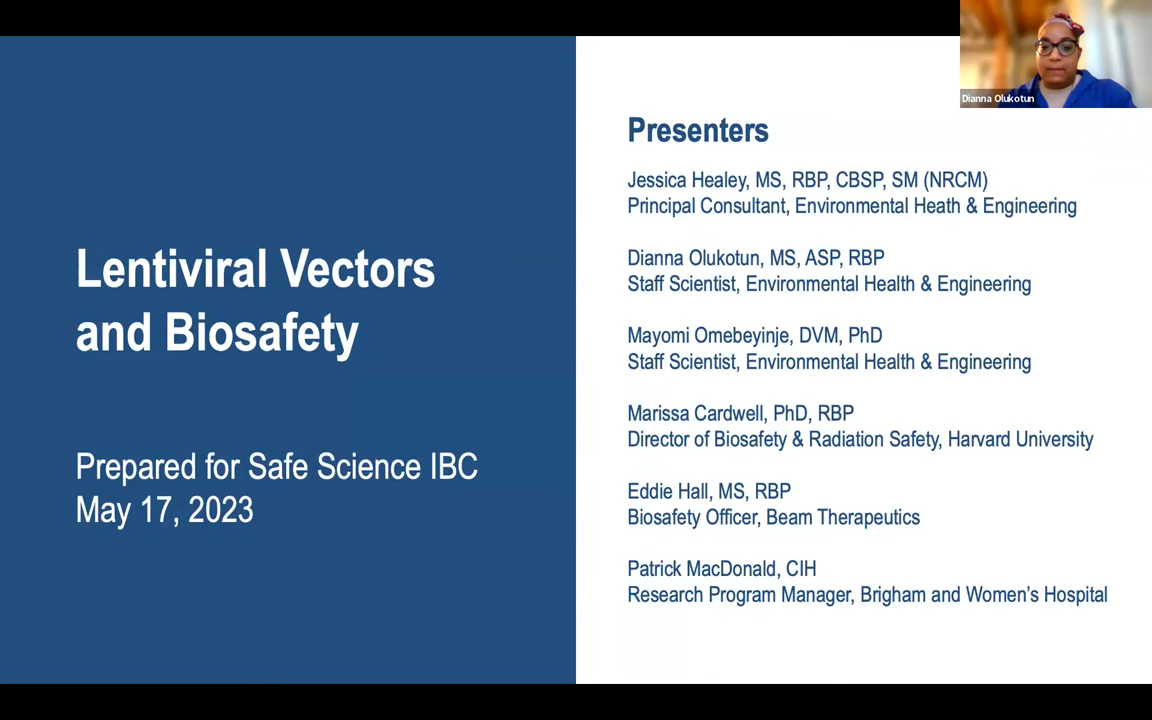 Lentiviral Vectors
and Biosafety
Prepared for Safe Science IBC
May 17, 2023
Presenters
Jessica Healey, MS, RBP, CBSP, SM (NRCM)
Principal Consultant, Environmental Heath & Engineering
Dianna Olukotun, MS, ASP, RBP
Staff Scientist, Environmental Health & Engineering
Mayomi Omebeyinje, DVM, PhD
Staff Scientist, Environmental Health & Engineering
Marissa Cardwell, PhD, RBP
Director of Biosafety & Radiation Safety, Harvard University
Eddie Hall, MS, RBP
Biosafety Officer, Beam Therapeutics
Patrick MacDonald, CIH
Research Program Manager, Brigham and Women's Hospital
Dianna Olukotun